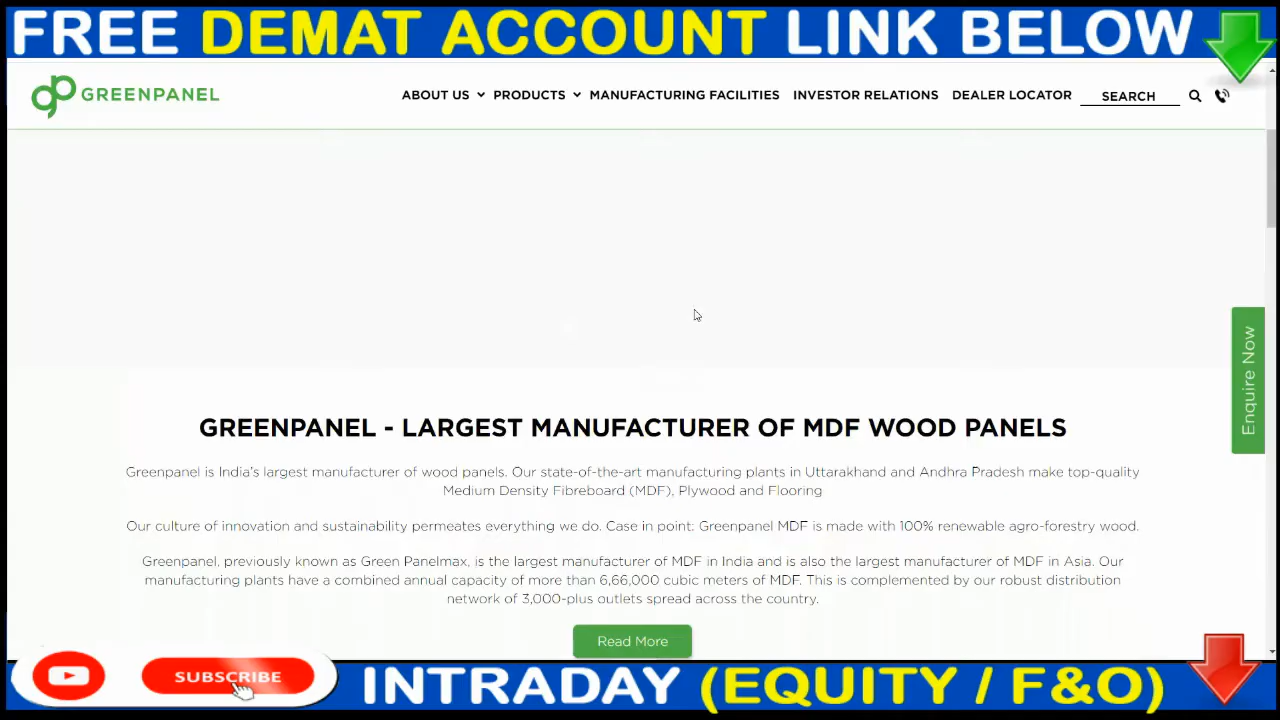 FREE DEMAT ACCOUNT LINK BELOW
GREENPANEL
ABOUT US PRODUCTS MANUFACTURING FACILITIES INVESTOR RELATIONS DEALER LOCATOR SEARCH
Enquire Now
GREENPANEL - LARGEST MANUFACTURER OF MDF WOOD PANELS
Greenpanel is India's largest manufacturer of wood panels. Our state-of-the-art manufacturing plants in Uttarakhand and Andhra Pradesh make top-quality
Medium Density Fibreboard (MDF), Plywood and Flooring
Our culture of innovation and sustainability permeates everything we do. Case in point: Greenpanel MDF is made with 100% renewable agro-forestry wood.
Greenpanel, previously known as Green Panelmax, is the largest manufacturer of MDF in India and is also the largest manufacturer of MDF in Asia. Our
manufacturing plants have a combined annual capacity of more than 6,66,000 cubic meters of MDF. This is complemented by our robust distribution
network of 3,000-plus outlets spread across the country.
Read More
SUBSCRIBE
INTRADAY (EQUITY / F&O)